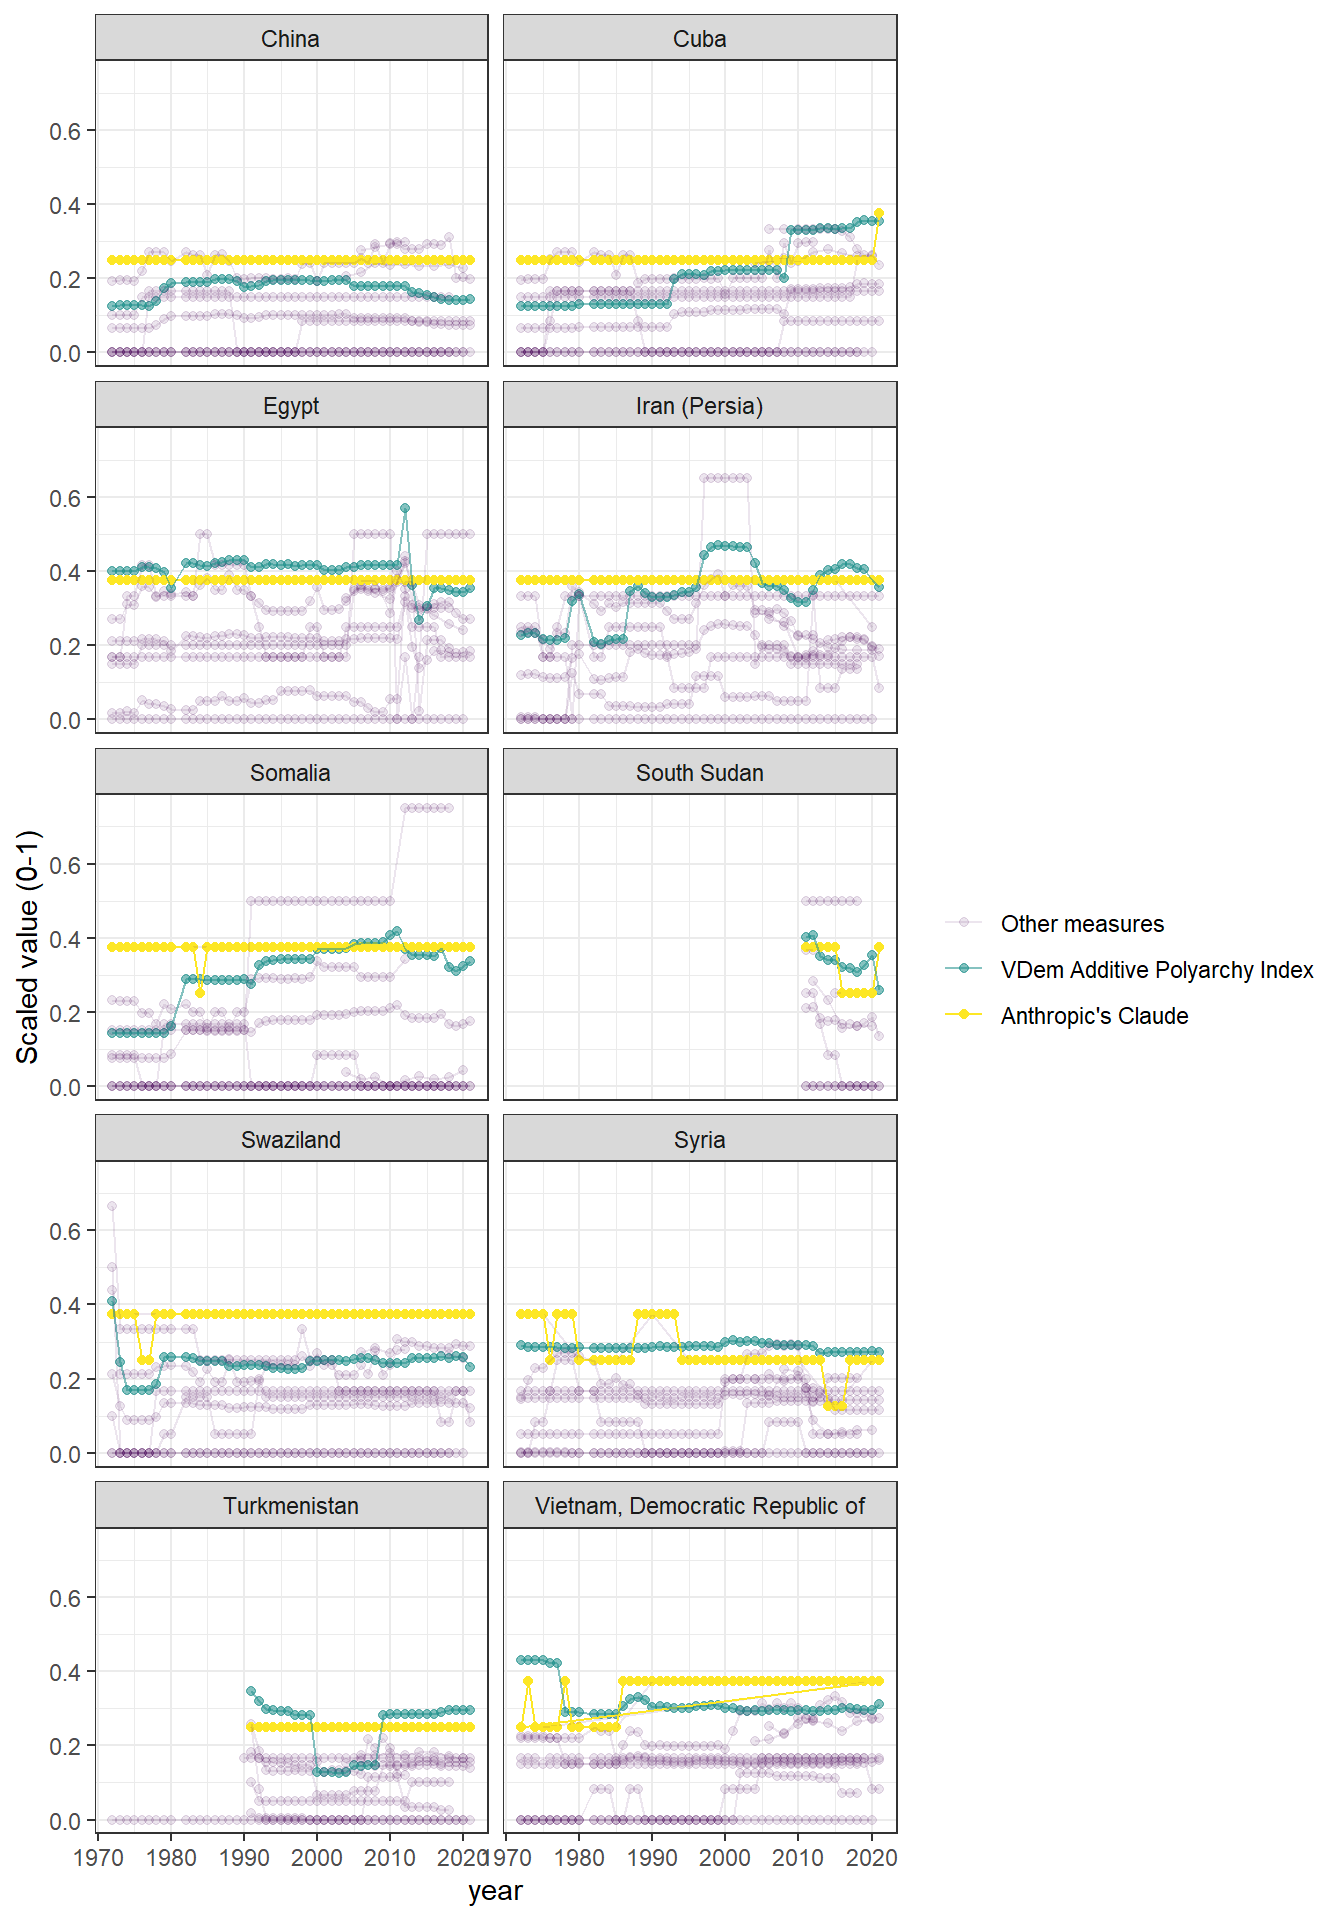 China
Cuba
0.6
0.4
0.2
0.0
Egypt
Iran (Persia)
0.6
0.4
0.2
0.0
Somalia
South Sudan
0.6
0.4
0.2
0.0
Swaziland
Syria
0.6
0.4
0.2
0.0
Turkmenistan
Vietnam, Democratic Republic of
0.6
0.4
0.2
0.0
1970 1980 1990 2000 2010 2020
1970 1980 1990 2000 2010 2020
year
Scaled value (0-1)
Other measures
VDem Additive Polyarchy Index
Anthropic's Claude